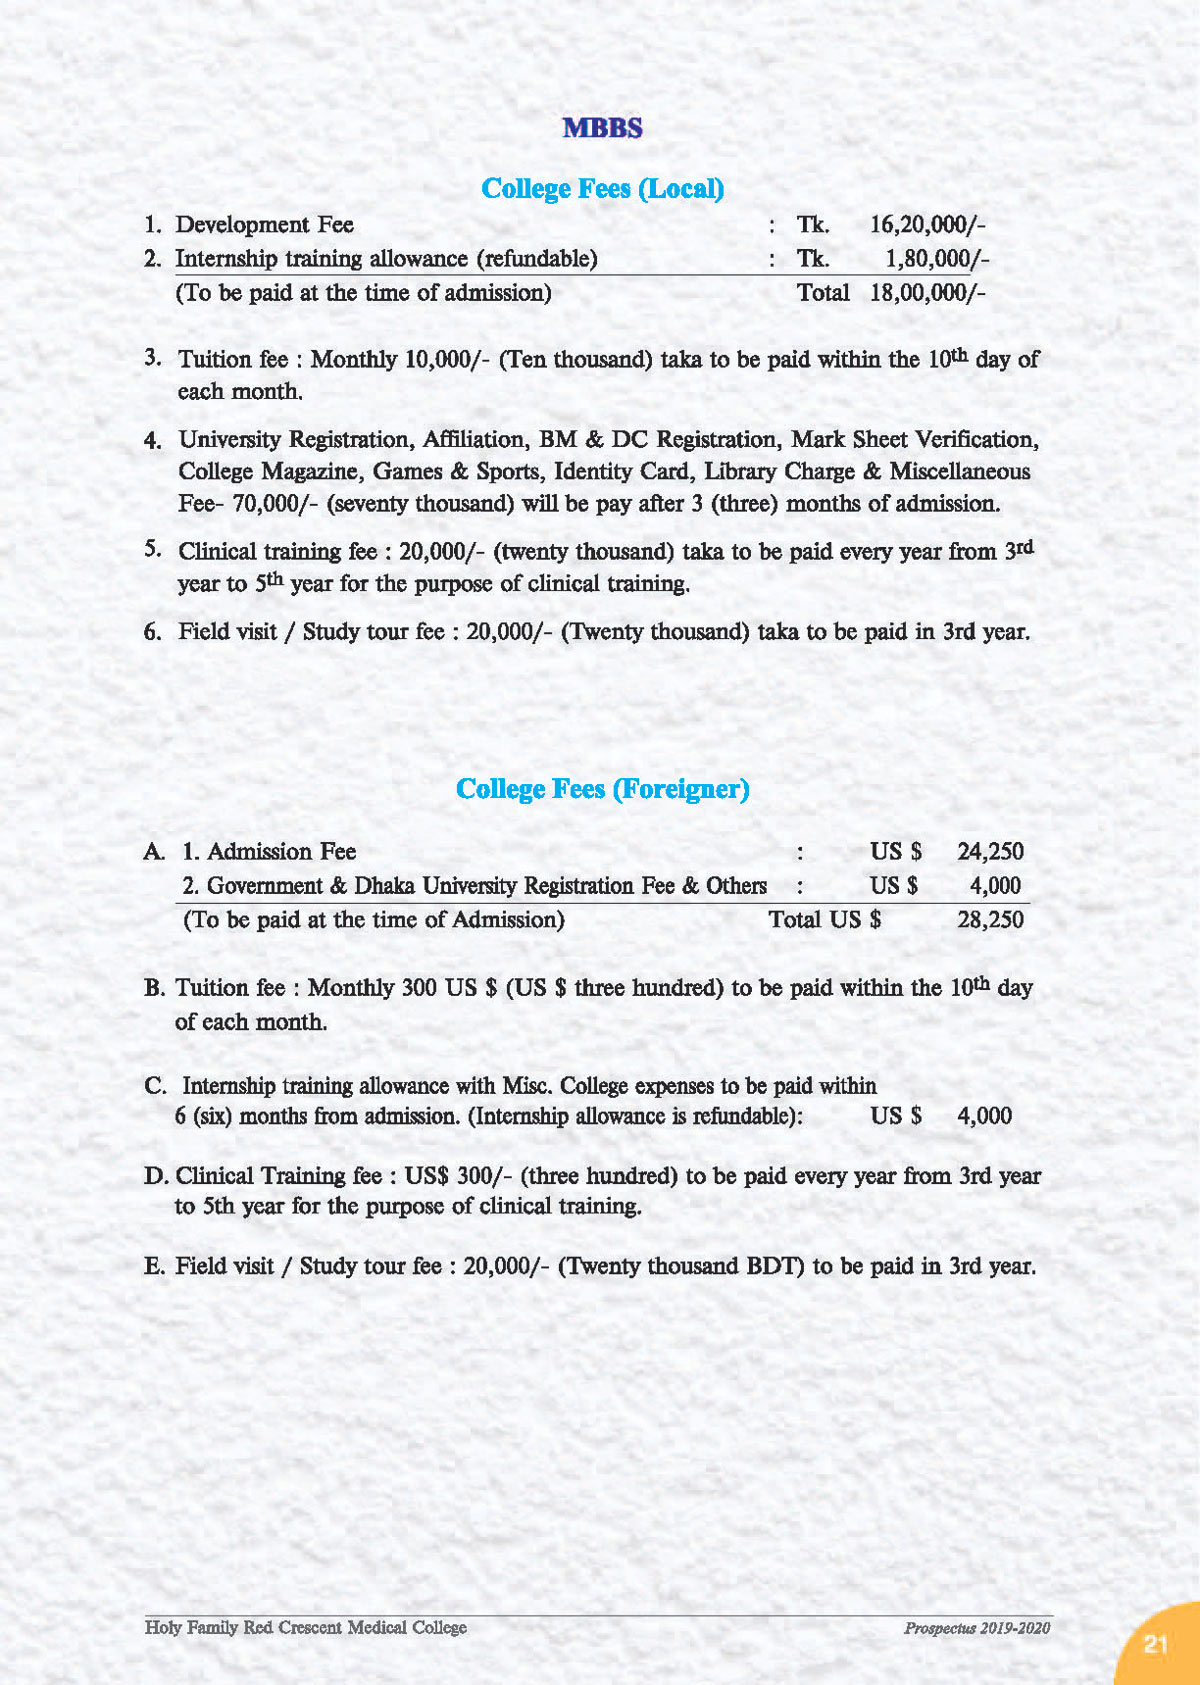 MBBS
College Fees (Local)
1. Development Fee : Tk. 16,20,000/-
2. Internship training allowance (refundable) : Tk. 1,80,000/-
(To be paid at the time of admission) Total 18,00,000/-
3. Tuition fee : Monthly 10,000/- (Ten thousand) taka to be paid within the 10th day of
each month.
4. University Registration, Affiliation, BM & DC Registration, Mark Sheet Verification,
College Magazine, Games & Sports, Identity Card, Library Charge & Miscellaneous
Fee- 70,000/- (seventy thousand) will be pay after 3 (three) months of admission.
5. Clinical training fee : 20,000/- (twenty thousand) taka to be paid every year from 3rd
year to 5th year for the purpose of clinical training.
6. Field visit / Study tour fee : 20,000/- (Twenty thousand) taka to be paid in 3rd year.
College Fees (Foreigner)
A. 1. Admission Fee : US $ 24,250
2. Government & Dhaka University Registration Fee & Others : US $ 4,000
(To be paid at the time of Admission) Total US $ 28,250
B. Tuition fee : Monthly 300 US $ (US $ three hundred) to be paid within the 10th day
of each month.
C. Internship training allowance with Misc. College expenses to be paid within
6 (six) months from admission. (Internship allowance is refundable): US $ 4,000
D. Clinical Training fee : US$ 300/- (three hundred) to be paid every year from 3rd year
to 5th year for the purpose of clinical training.
E. Field visit / Study tour fee : 20,000/- (Twenty thousand BDT) to be paid in 3rd year.
Holy Family Red Crescent Medical College Prospectus 2019-2020
21